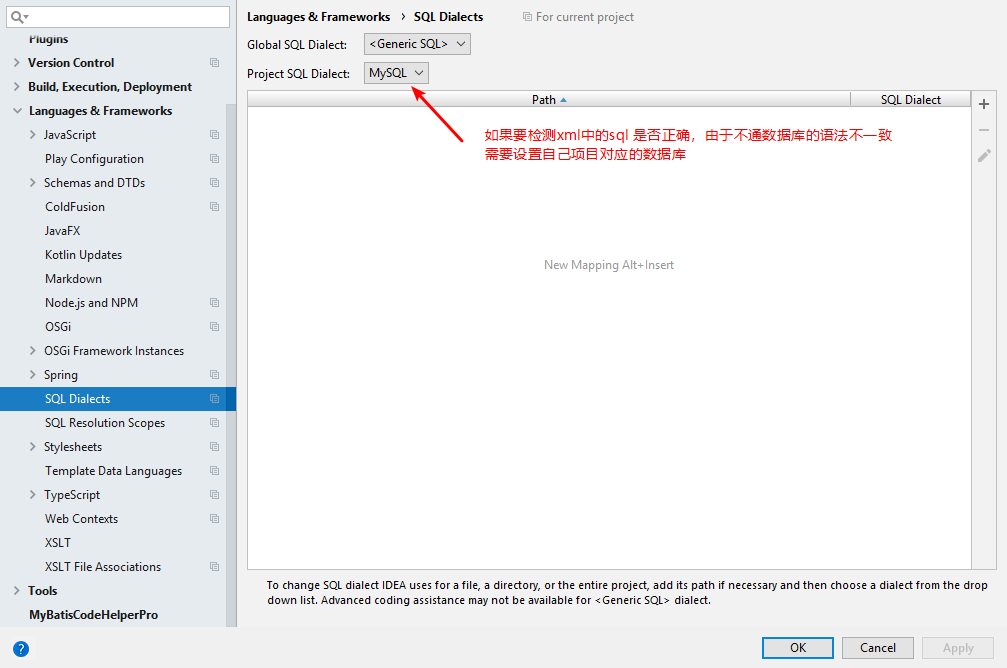 Plugins
Version Control
Build, Execution, Deployment
Languages & Frameworks
JavaScript
Play Configuration
Schemas and DTDs
ColdFusion
JavaFX
Kotlin Updates
Markdown
Node.js and NPM
OSGi
OSGi Framework Instances
Spring
SQL Dialects
SQL Resolution Scopes
Stylesheets
Template Data Languages
TypeScript
Web Contexts
XSLT
XSLT File Associations
Tools
MyBatisCodeHelperPro
Languages & Frameworks › SQL Dialects For current project
Global SQL Dialect: <Generic SQL>
Project SQL Dialect: MySQL
Path SQL Dialect
如果要检测xml中的sql 是否正确，由于不通数据库的语法不一致
需要设置自己项目对应的数据库
New Mapping Alt+Insert
To change SQL dialect IDEA uses for a file, a directory, or the entire project, add its path if necessary and then choose a dialect from the drop
down list. Advanced coding assistance may not be available for <Generic SQL> dialect.
?
OK Cancel Apply